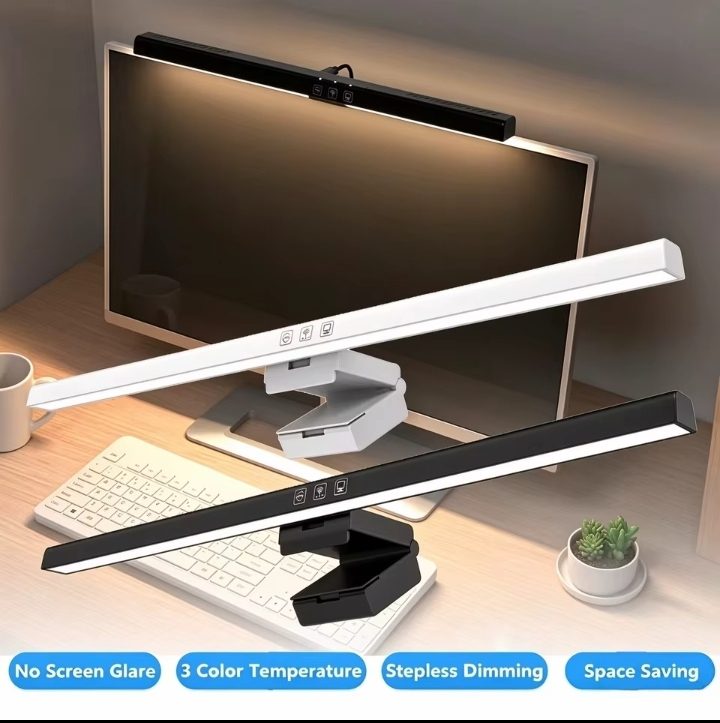 No Screen Glare
3 Color Temperature
Stepless Dimming
Space Saving